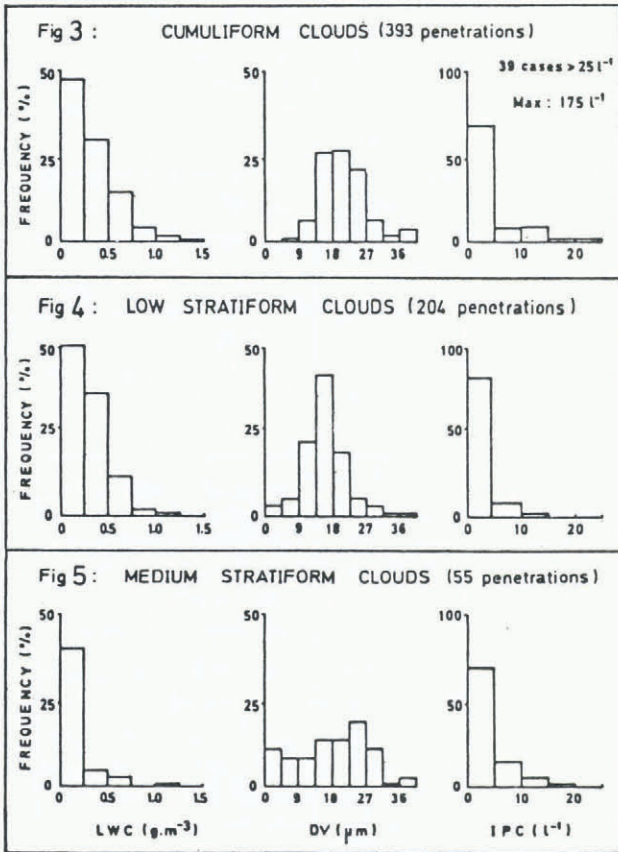 Fig 3 : CUMULIFORM CLOUDS (393 penetrations)
39 cases > 25 l⁻¹
Max : 175 l⁻¹
FREQUENCY (%)
50 50 100
25 25 50
0 0 0
0 0.5 1.0 1.5 9 18 27 36 0 10 20
Fig 4 : LOW STRATIFORM CLOUDS (204 penetrations)
FREQUENCY (%)
50 50 100
25 25 50
0 0 0
0 0.5 1.0 1.5 9 18 27 36 0 10 20
Fig 5 : MEDIUM STRATIFORM CLOUDS (55 penetrations)
FREQUENCY (%)
50 50 100
25 25 50
0 0 0
0 0.5 1.0 1.5 9 18 27 36 0 10 20
LWC (g.m⁻³) DV (μm) IPC (l⁻¹)